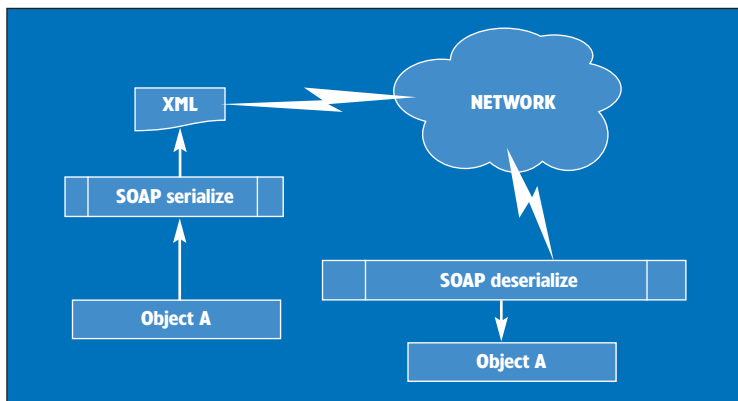 XML
NETWORK
SOAP serialize
SOAP deserialize
Object A
Object A